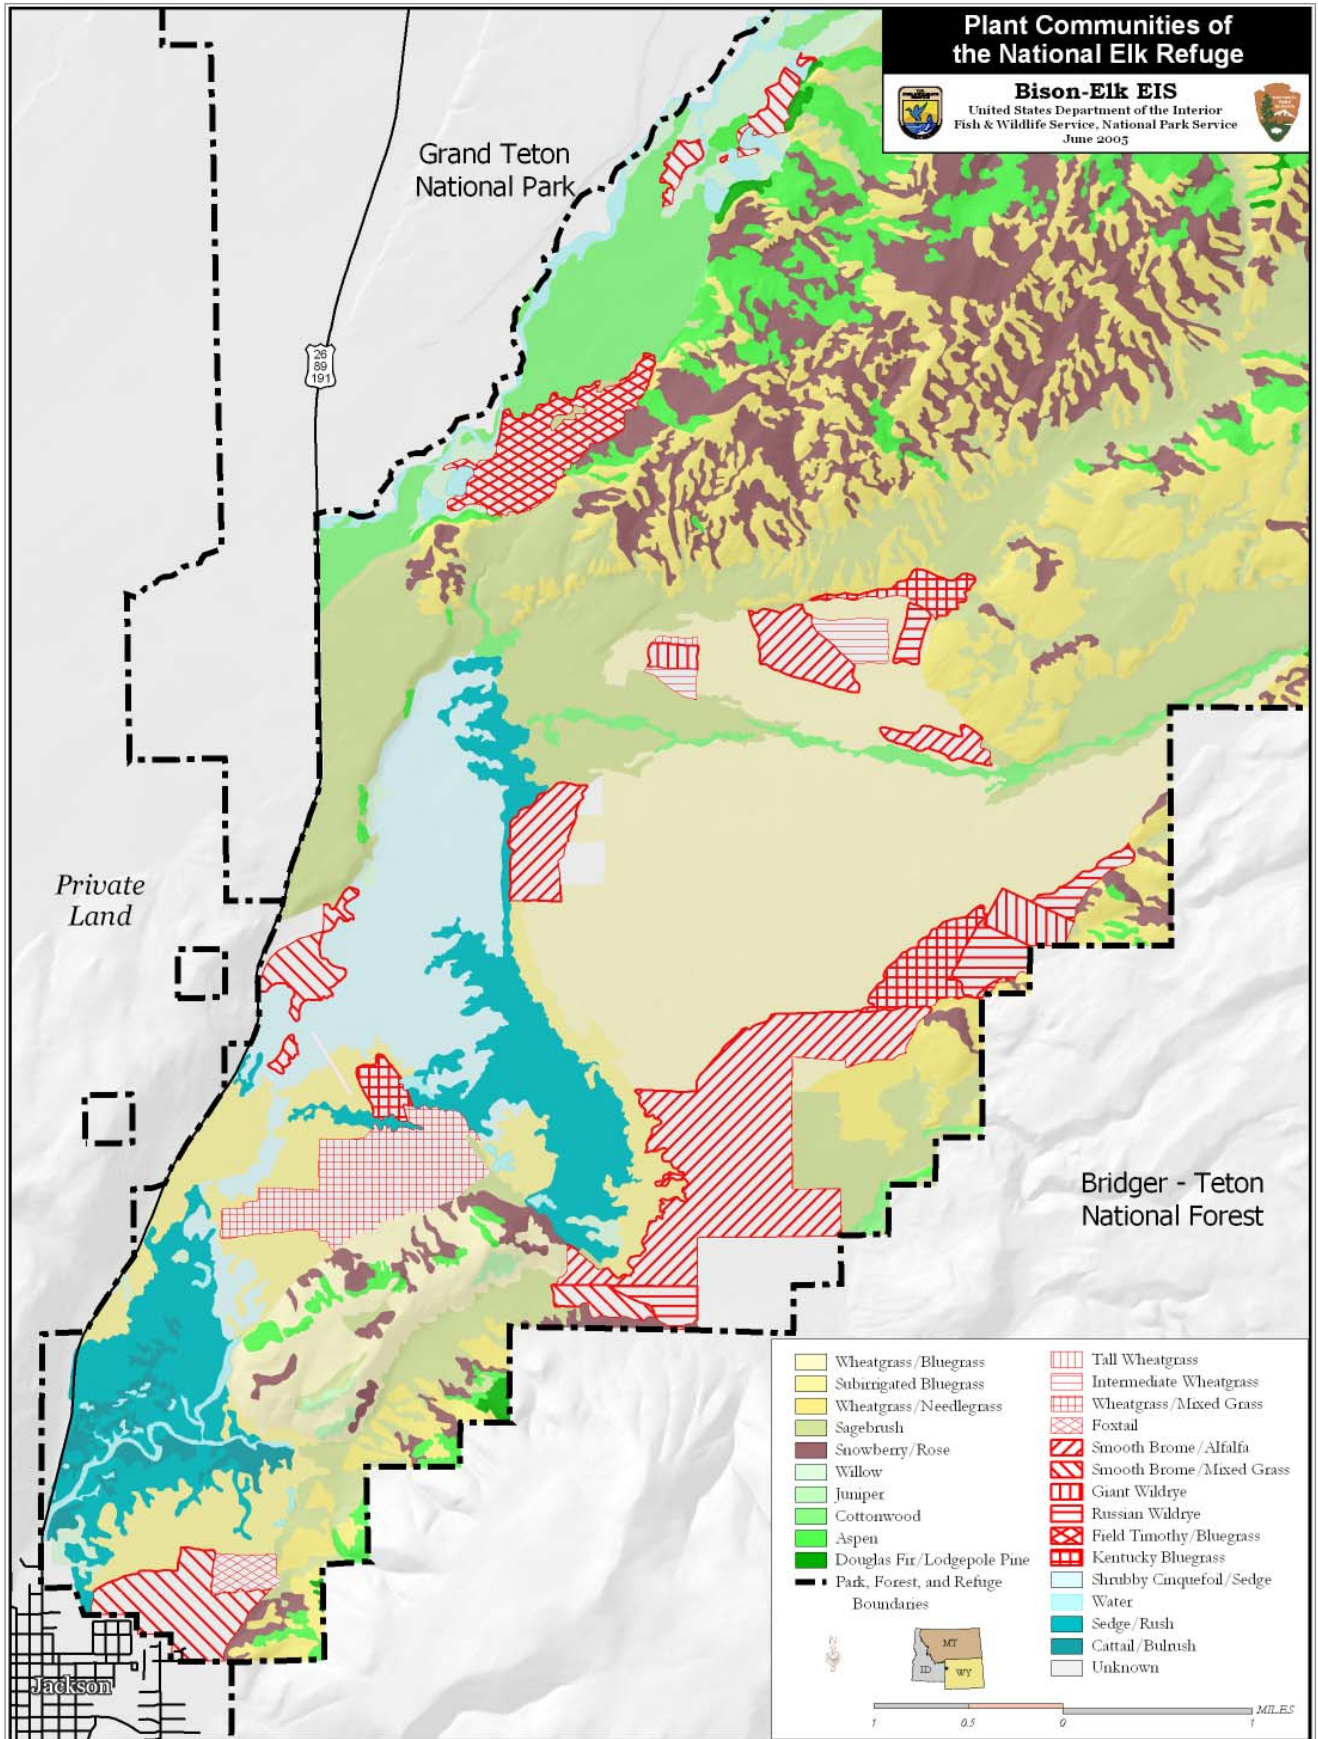 Plant Communities of
the National Elk Refuge
Bison-Elk EIS
United States Department of the Interior
Fish & Wildlife Service, National Park Service
June 2005
Grand Teton
National Park
26
89
191
Private
Land
Bridger - Teton
National Forest
Jackson
Wheatgrass/Bluegrass
Subirrigated Bluegrass
Wheatgrass/Needlegrass
Sagebrush
Snowberry/Rose
Willow
Juniper
Cottonwood
Aspen
Douglas Fir/Lodgepole Pine
Park, Forest, and Refuge
Boundaries
Tall Wheatgrass
Intermediate Wheatgrass
Wheatgrass/Mixed Grass
Foxtail
Smooth Brome/Alfalfa
Smooth Brome/Mixed Grass
Giant Wildrye
Russian Wildrye
Field Timothy/Bluegrass
Kentucky Bluegrass
Shrubby Cinquefoil/Sedge
Water
Sedge/Rush
Cattail/Bulrush
Unknown
N
MT
ID
WY
MILES
1 0.5 0 1